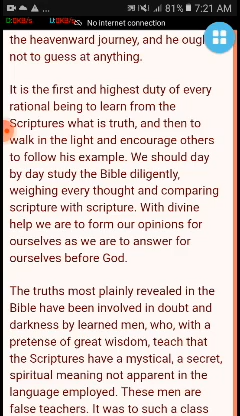 0KB/s U:0KB/s 81% 7:21 AM
No internet connection
the heavenward journey, and he ough
not to guess at anything.
It is the first and highest duty of every
rational being to learn from the
Scriptures what is truth, and then to
walk in the light and encourage others
to follow his example. We should day
by day study the Bible diligently,
weighing every thought and comparing
scripture with scripture. With divine
help we are to form our opinions for
ourselves as we are to answer for
ourselves before God.
The truths most plainly revealed in the
Bible have been involved in doubt and
darkness by learned men, who, with a
pretense of great wisdom, teach that
the Scriptures have a mystical, a secret,
spiritual meaning not apparent in the
language employed. These men are
false teachers. It was to such a class